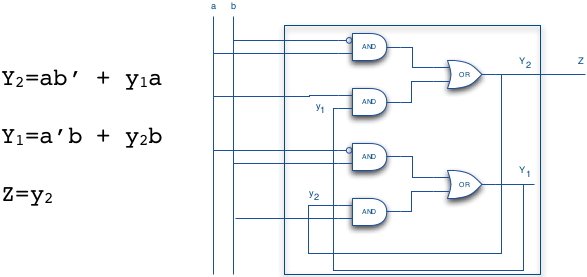 a b
AND
Y₂=ab' + y₁a
Y₂ Z
OR
AND
y₁
Y₁=a'b + y₂b
AND
Y₁
OR
Z=y₂
y₂
AND